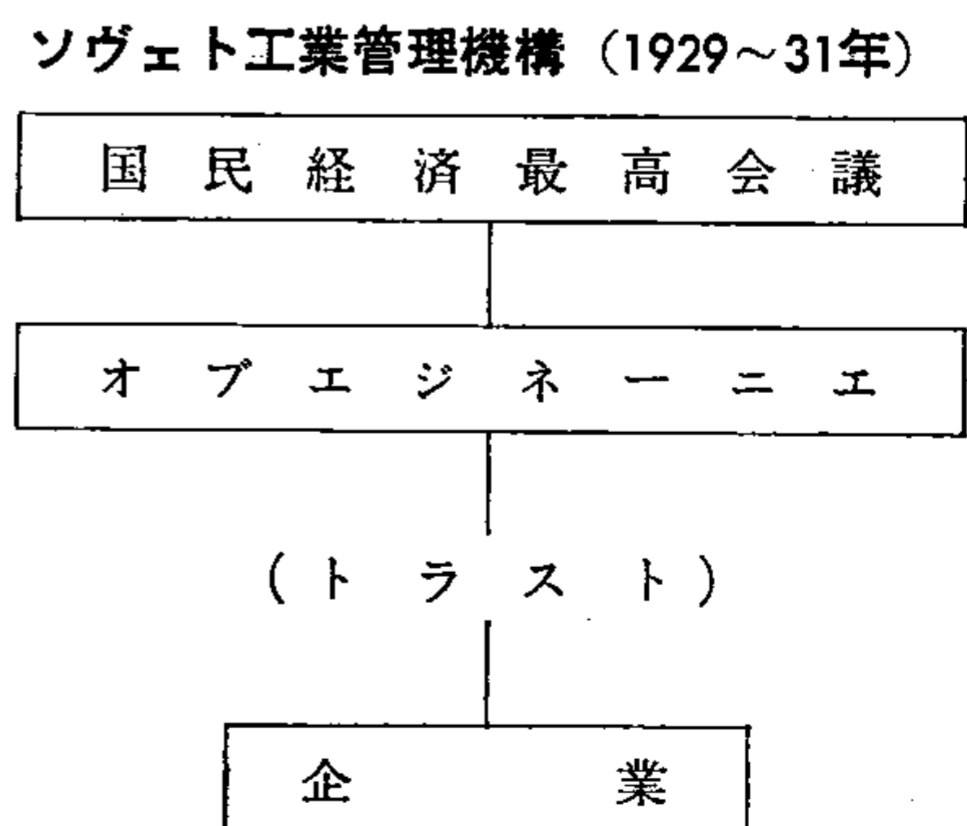 ソヴェト工業管理機構（1929～31年）
国民経済最高会議
オブエジネーニエ
（トラスト）
企業